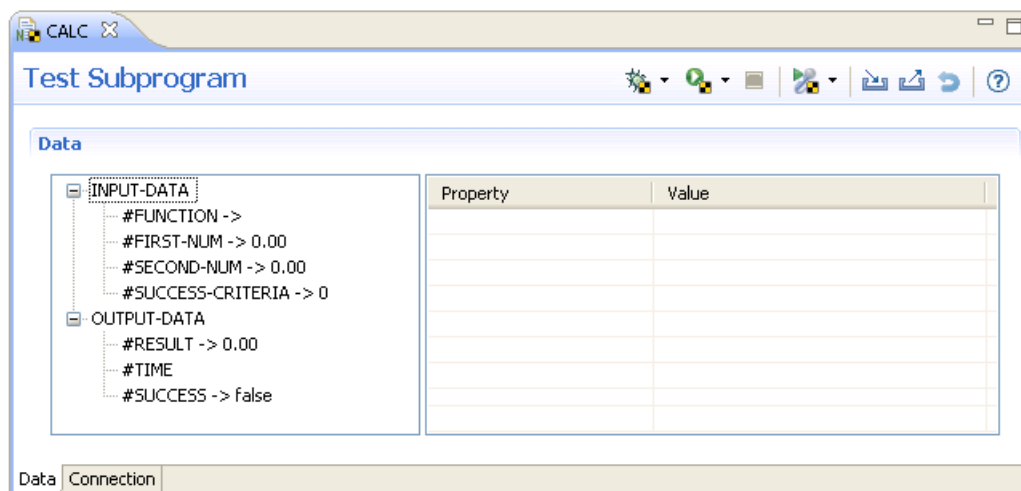 CALC
Test Subprogram
Data
INPUT-DATA
#FUNCTION ->
#FIRST-NUM -> 0.00
#SECOND-NUM -> 0.00
#SUCCESS-CRITERIA -> 0
OUTPUT-DATA
#RESULT -> 0.00
#TIME
#SUCCESS -> false
Property Value
Data Connection